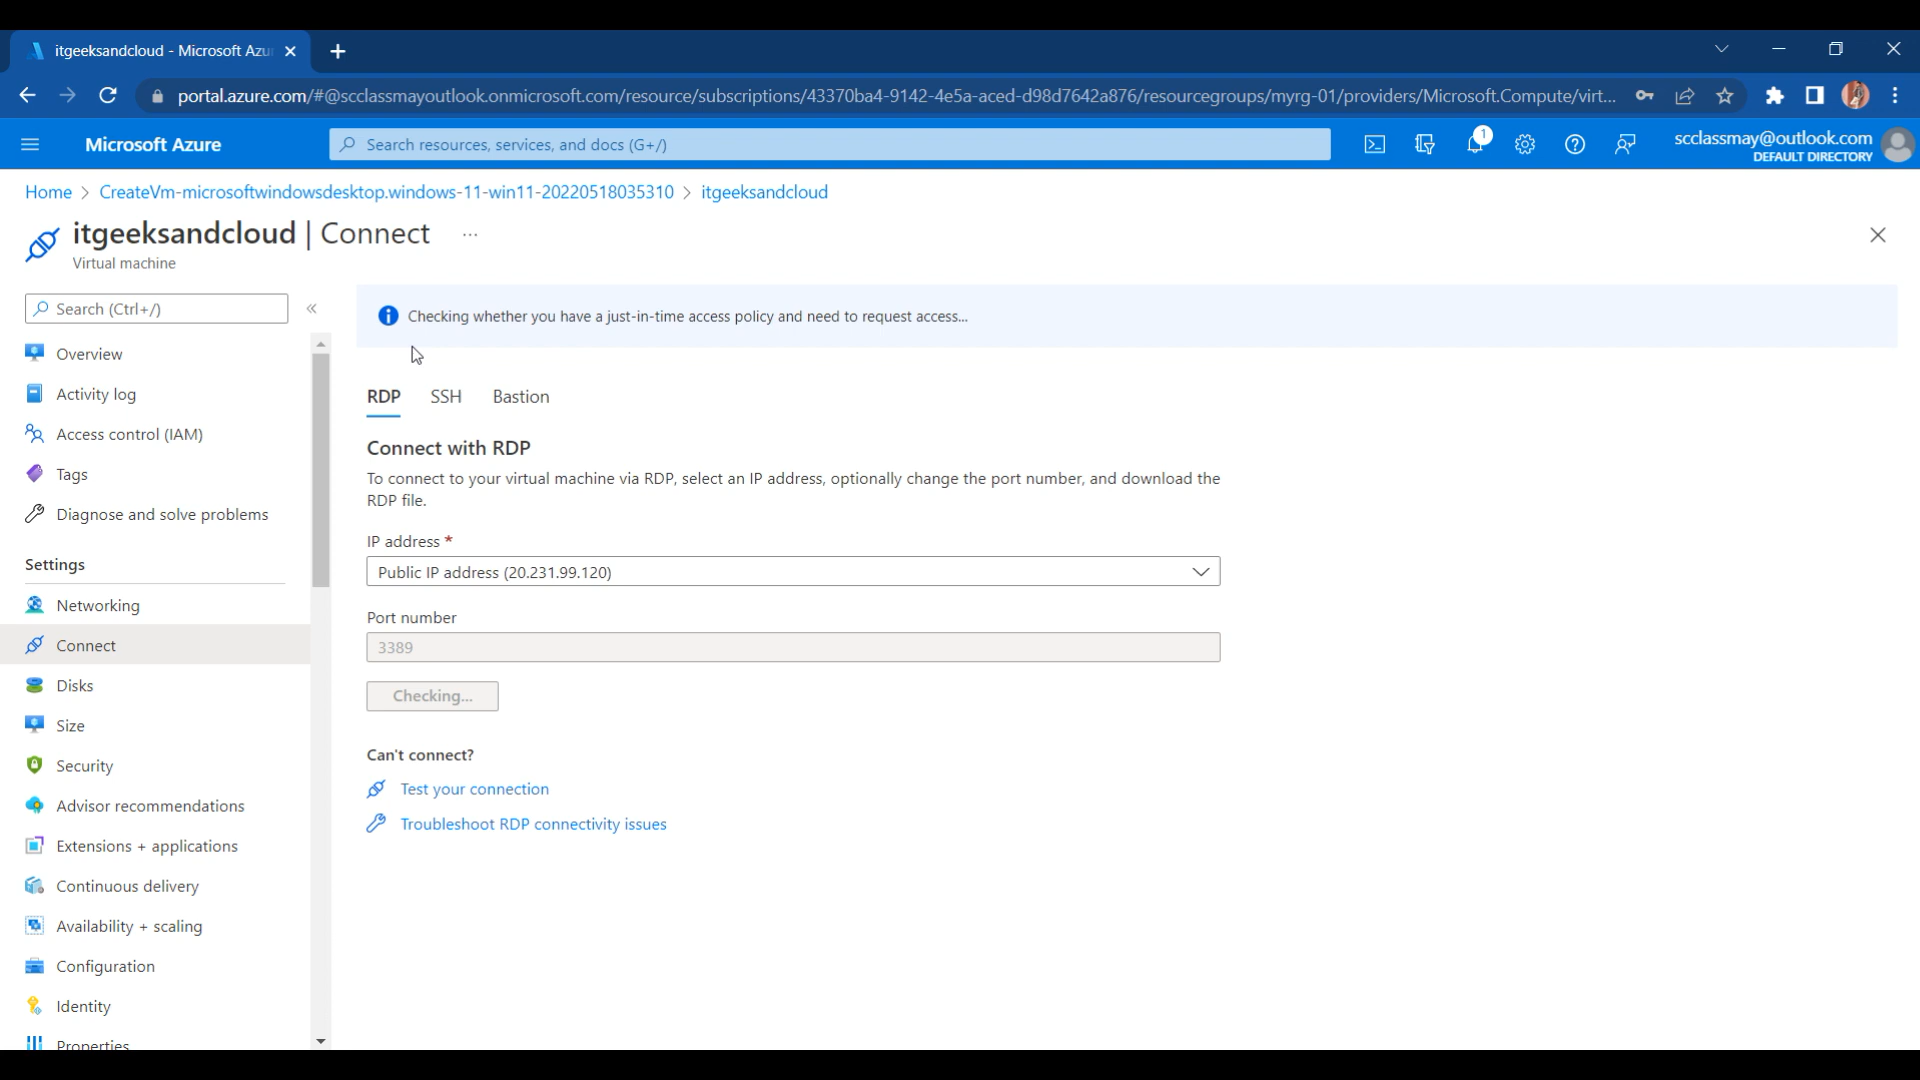 itgeeksandcloud - Microsoft Azu
portal.azure.com/#@scclassmayoutlook.onmicrosoft.com/resource/subscriptions/43370ba4-9142-4e5a-aced-d98d7642a876/resourcegroups/myrg-01/providers/Microsoft.Compute/virt...
Microsoft Azure
Search resources, services, and docs (G+/)
1
scclassmay@outlook.com
DEFAULT DIRECTORY
Home > CreateVm-microsoftwindowsdesktop.windows-11-win11-20220518035310 > itgeeksandcloud
itgeeksandcloud | Connect ...
Virtual machine
Search (Ctrl+/)
«
Overview
Activity log
Access control (IAM)
Tags
Diagnose and solve problems
Settings
Networking
Connect
Disks
Size
Security
Advisor recommendations
Extensions + applications
Continuous delivery
Availability + scaling
Configuration
Identity
Properties
Checking whether you have a just-in-time access policy and need to request access...
RDP SSH Bastion
Connect with RDP
To connect to your virtual machine via RDP, select an IP address, optionally change the port number, and download the
RDP file.
IP address *
Public IP address (20.231.99.120)
Port number
3389
Checking...
Can't connect?
Test your connection
Troubleshoot RDP connectivity issues